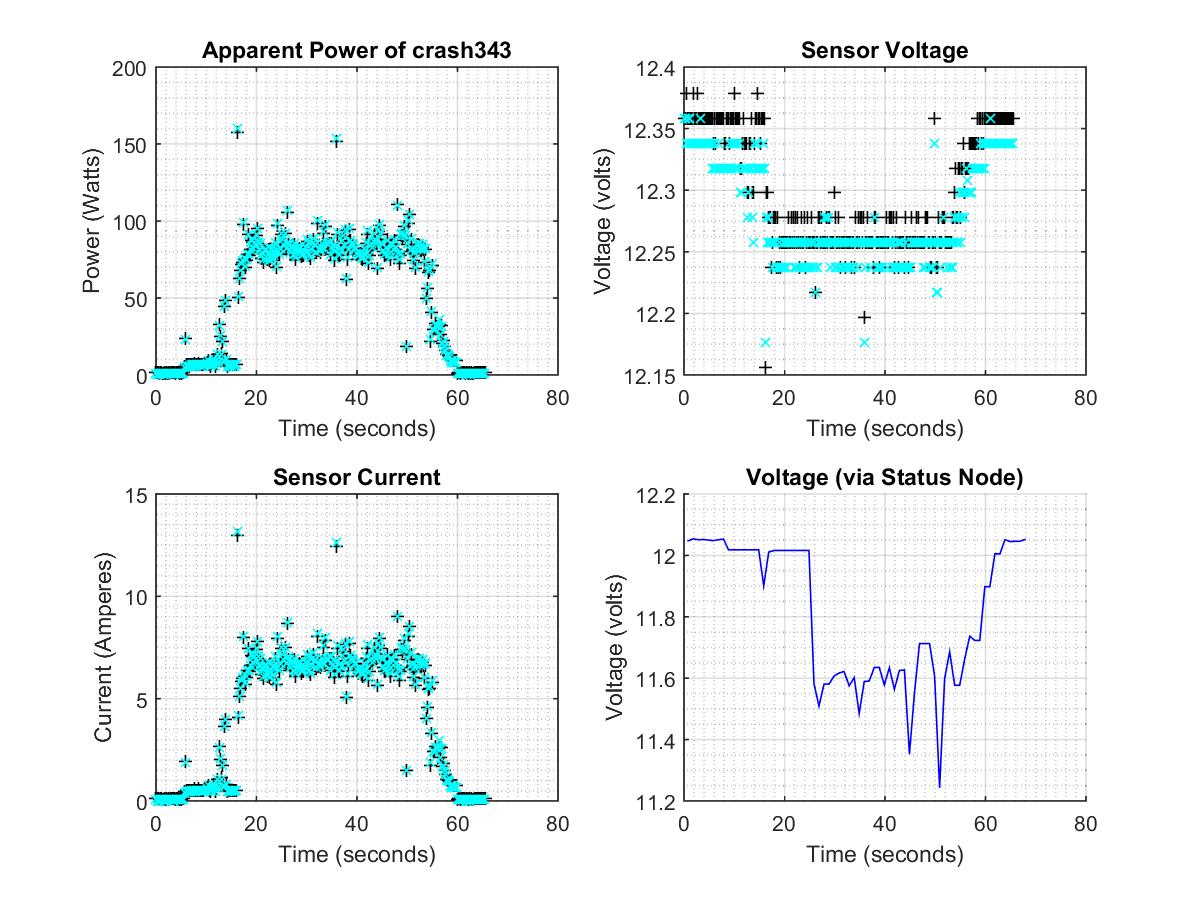 Apparent Power of crash343
200
150
100
50
0
Power (Watts)
0 20 40 60 80
Time (seconds)
Sensor Voltage
12.4
12.35
12.3
12.25
12.2
12.15
Voltage (volts)
0 20 40 60 80
Time (seconds)
Sensor Current
15
10
5
0
Current (Amperes)
0 20 40 60 80
Time (seconds)
Voltage (via Status Node)
12.2
12
11.8
11.6
11.4
11.2
Voltage (volts)
0 20 40 60 80
Time (seconds)